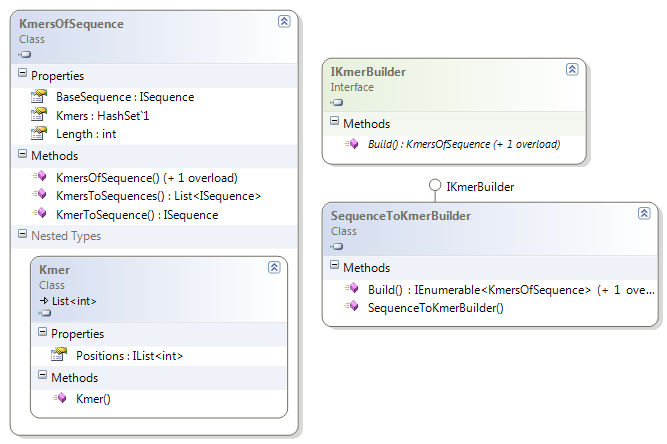 KmersOfSequence
Class
Properties
BaseSequence : ISequence
Kmers : HashSet`1
Length : int
Methods
KmersOfSequence() (+ 1 overload)
KmersToSequences() : List<ISequence>
KmerToSequence() : ISequence
Nested Types
Kmer
Class
List<int>
Properties
Positions : IList<int>
Methods
Kmer()
IKmerBuilder
Interface
Methods
Build() : KmersOfSequence (+ 1 overload)
IKmerBuilder
SequenceToKmerBuilder
Class
Methods
Build() : IEnumerable<KmersOfSequence> (+ 1 ove...
SequenceToKmerBuilder()